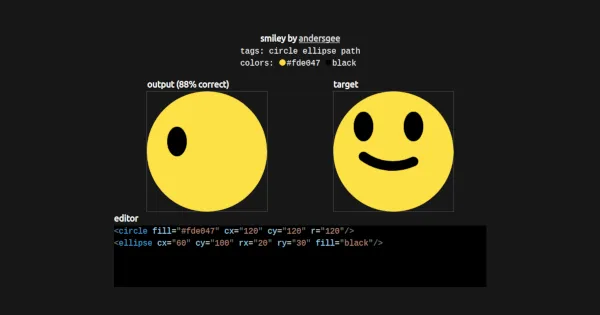 smiley by andersgee
tags: circle ellipse path
colors: #fde047 black
output (88% correct)
target
editor
<circle fill="#fde047" cx="120" cy="120" r="120"/>
<ellipse cx="60" cy="100" rx="20" ry="30" fill="black"/>